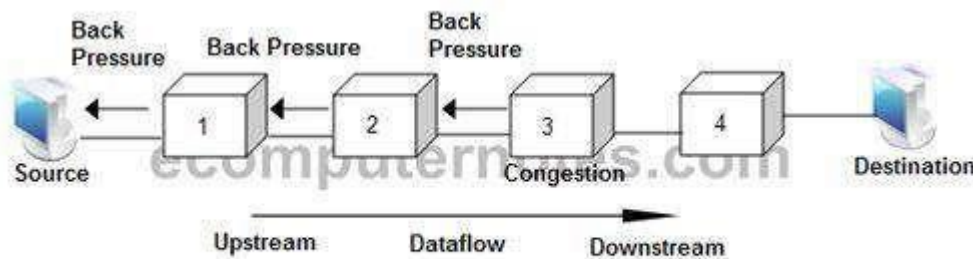 Back
Pressure
Back Pressure
Back
Pressure
1
2
3
4
Source
ecomputernotes.com
Congestion
Destination
Upstream
Dataflow
Downstream